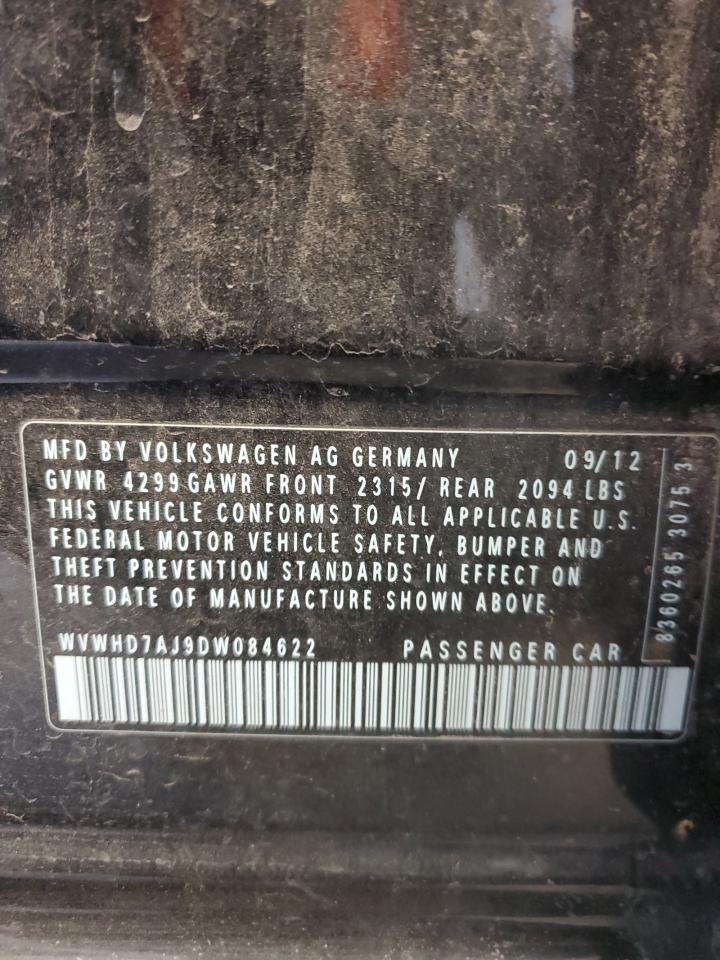 MFD BY VOLKSWAGEN AG GERMANY 09/12
GVWR 4299 GAWR FRONT 2315/ REAR 2094 LBS
THIS VEHICLE CONFORMS TO ALL APPLICABLE U.S.
FEDERAL MOTOR VEHICLE SAFETY, BUMPER AND
THEFT PREVENTION STANDARDS IN EFFECT ON
THE DATE OF MANUFACTURE SHOWN ABOVE.
WVWHD7AJ9DW084622 PASSENGER CAR
8360265 3075 3